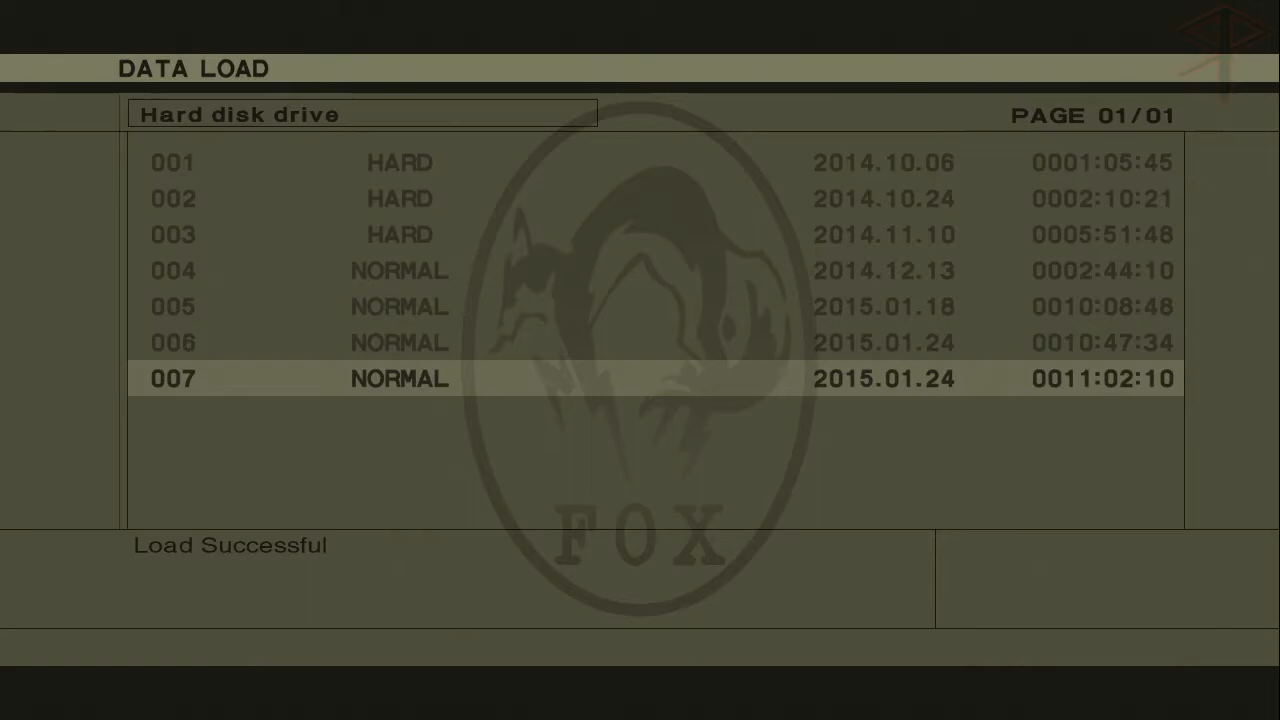 DATA LOAD
Hard disk drive PAGE 01/01
001 HARD 2014.10.06 0001:05:45
002 HARD 2014.10.24 0002:10:21
003 HARD 2014.11.10 0005:51:48
004 NORMAL 2014.12.13 0002:44:10
005 NORMAL 2015.01.18 0010:08:48
006 NORMAL 2015.01.24 0010:47:34
007 NORMAL 2015.01.24 0011:02:10
FOX
Load Successful